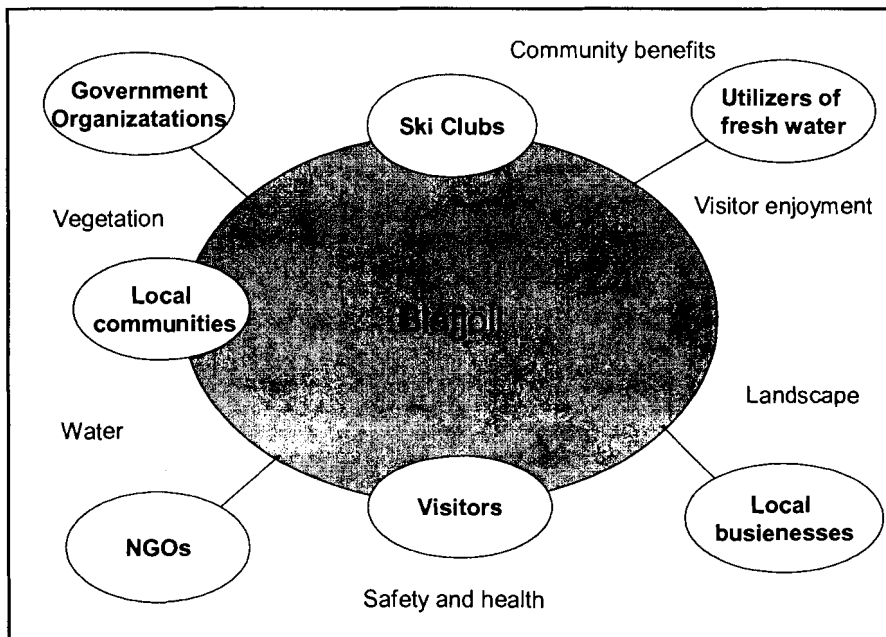 Community benefits
Government
Organizatations
Ski Clubs
Utilizers of
fresh water
Vegetation
Visitor enjoyment
Local
communities
Landscape
Water
Visitors
Local
busienesses
NGOs
Safety and health